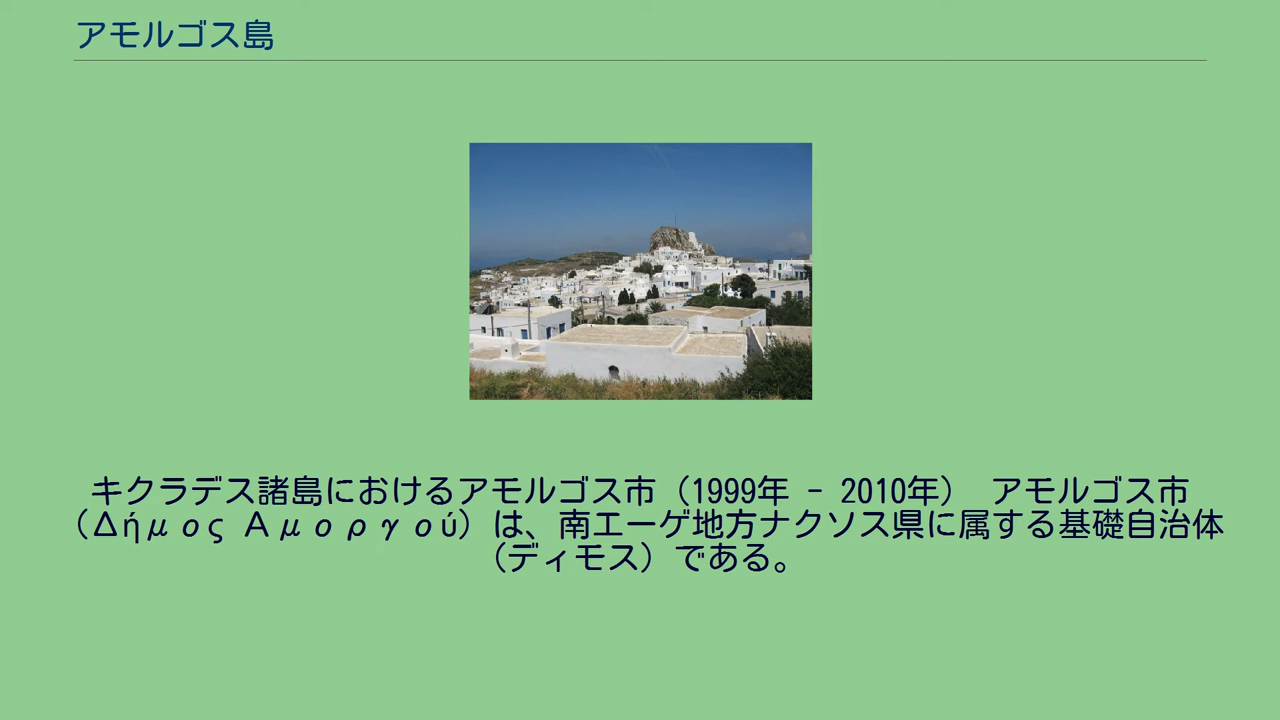 アモルゴス島
キクラデス諸島におけるアモルゴス市（1999年 - 2010年） アモルゴス市
（Δήμος Αμοργού）は、南エーゲ地方ナクソス県に属する基礎自治体
（ディモス）である。